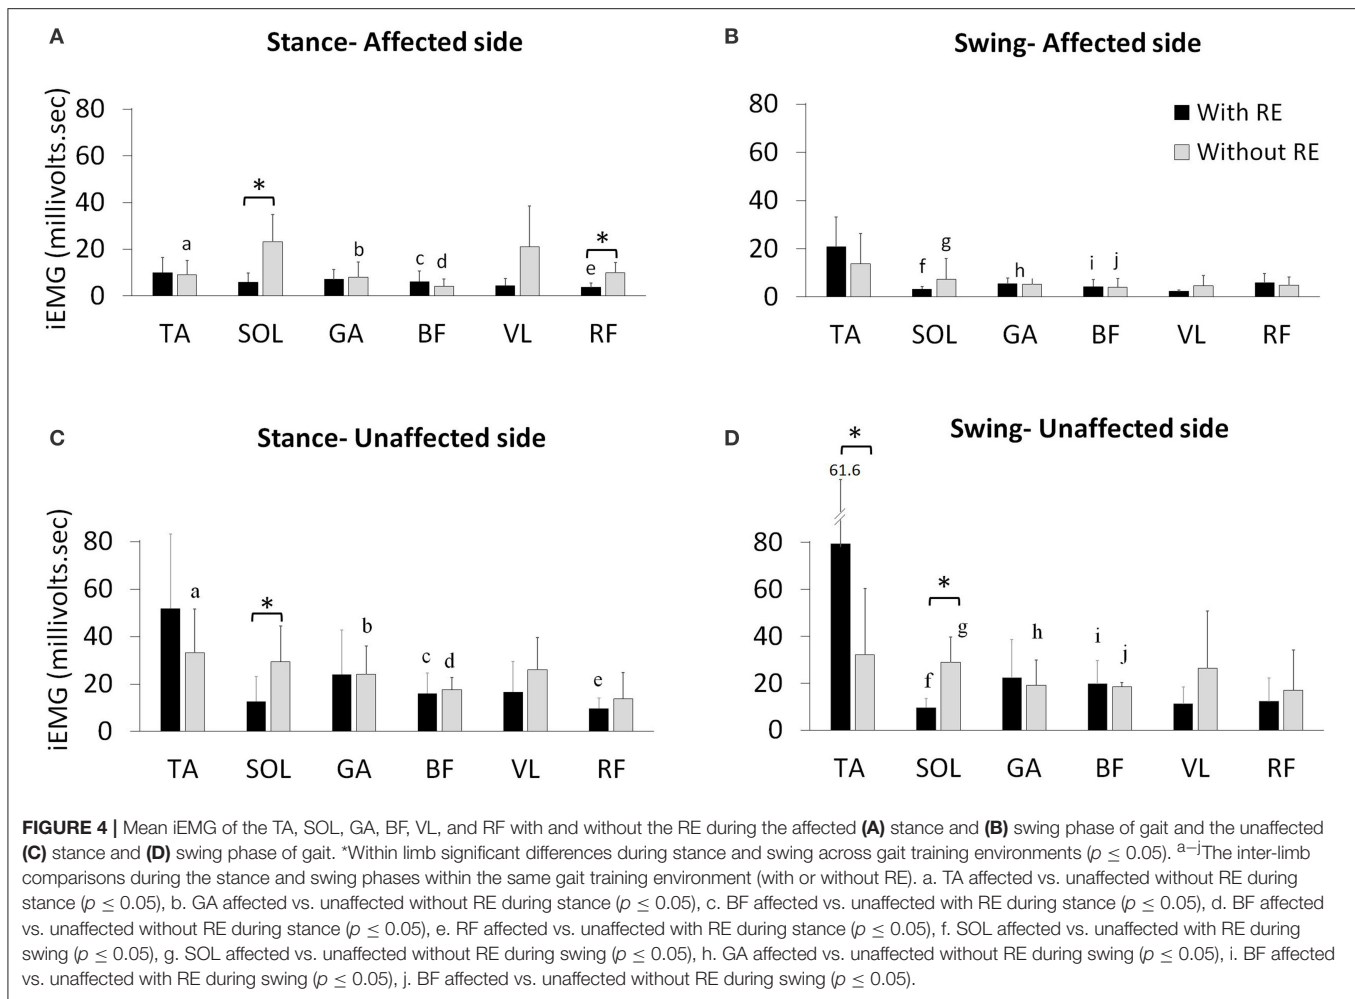 A
Stance- Affected side
iEMG (millivolts.sec)
80
60
40
20
0
*
a
b
c
d
*
e
TA SOL GA BF VL RF
B
Swing- Affected side
With RE
Without RE
80
60
40
20
0
f
g
h
i
j
TA SOL GA BF VL RF
C
Stance- Unaffected side
iEMG (millivolts.sec)
80
60
40
20
0
a
*
b
c
d
e
TA SOL GA BF VL RF
D
Swing- Unaffected side
*
61.6
80
60
40
20
0
*
f
g
h
i
j
TA SOL GA BF VL RF
FIGURE 4 | Mean iEMG of the TA, SOL, GA, BF, VL, and RF with and without the RE during the affected (A) stance and (B) swing phase of gait and the unaffected
(C) stance and (D) swing phase of gait. *Within limb significant differences during stance and swing across gait training environments (p ≤ 0.05). a–jThe inter-limb
comparisons during the stance and swing phases within the same gait training environment (with or without RE). a. TA affected vs. unaffected without RE during
stance (p ≤ 0.05), b. GA affected vs. unaffected without RE during stance (p ≤ 0.05), c. BF affected vs. unaffected with RE during stance (p ≤ 0.05), d. BF affected
vs. unaffected without RE during stance (p ≤ 0.05), e. RF affected vs. unaffected with RE during stance (p ≤ 0.05), f. SOL affected vs. unaffected with RE during
swing (p ≤ 0.05), g. SOL affected vs. unaffected without RE during swing (p ≤ 0.05), h. GA affected vs. unaffected without RE during swing (p ≤ 0.05), i. BF affected
vs. unaffected with RE during swing (p ≤ 0.05), j. BF affected vs. unaffected without RE during swing (p ≤ 0.05).